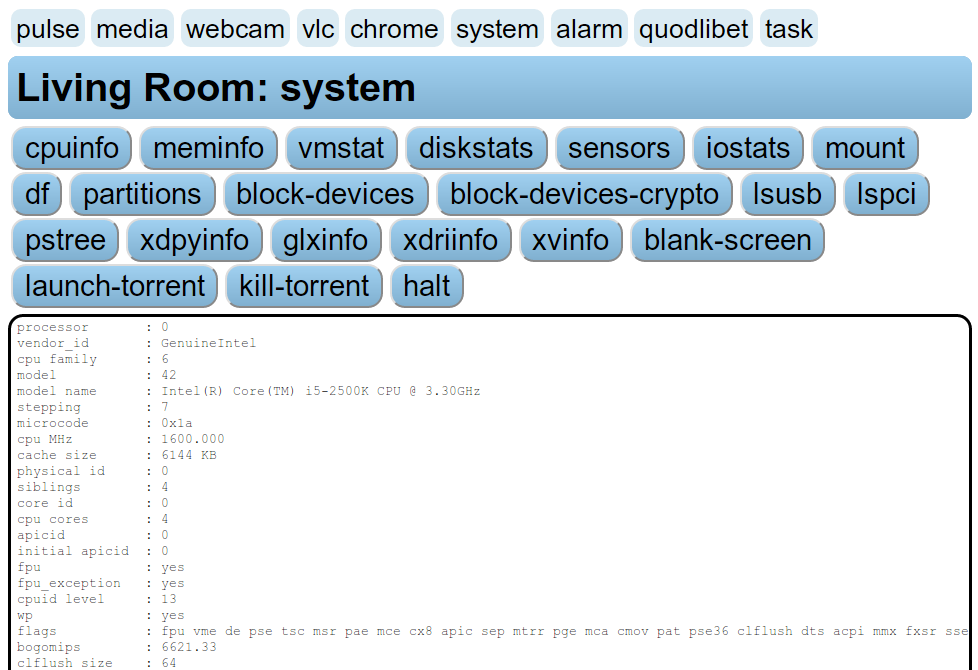 pulse media webcam vlc chrome system alarm quodlibet task
Living Room: system
cpuinfo meminfo vmstat diskstats sensors iostats mount
df partitions block-devices block-devices-crypto lsusb lspci
pstree xdpyinfo glxinfo xdriinfo xvinfo blank-screen
launch-torrent kill-torrent halt
processor : 0
vendor_id : GenuineIntel
cpu family : 6
model : 42
model name : Intel(R) Core(TM) i5-2500K CPU @ 3.30GHz
stepping : 7
microcode : 0x1a
cpu MHz : 1600.000
cache size : 6144 KB
physical id : 0
siblings : 4
core id : 0
cpu cores : 4
apicid : 0
initial apicid : 0
fpu : yes
fpu_exception : yes
cpuid level : 13
wp : yes
flags : fpu vme de pse tsc msr pae mce cx8 apic sep mtrr pge mca cmov pat pse36 clflush dts acpi mmx fxsr sse
bogomips : 6621.33
clflush size : 64